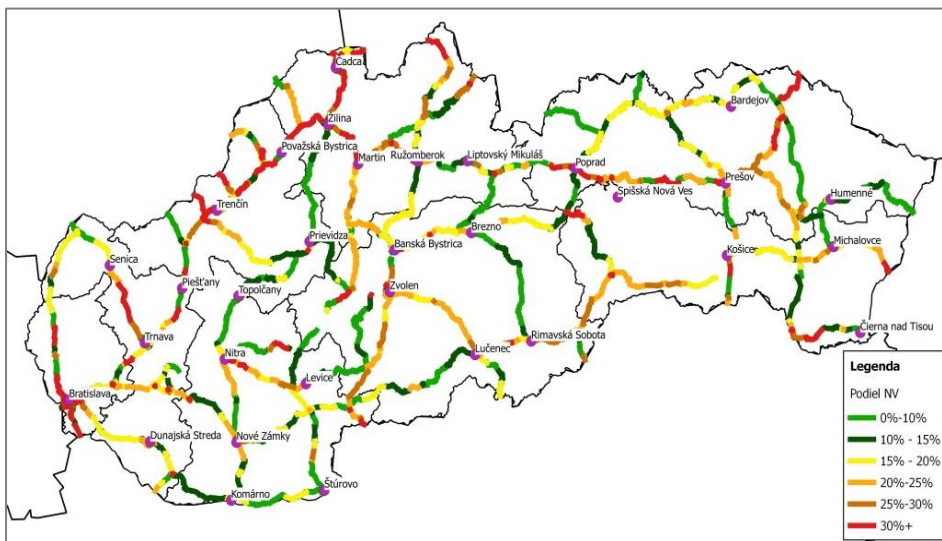 Čadca
Žilina
Považská Bystrica
Martin
Ružomberok
Liptovský Mikuláš
Poprad
Bardejov
Prešov
Spišská Nová Ves
Humenné
Trenčín
Prievidza
Banská Bystrica
Brezno
Košice
Michalovce
Senica
Piešťany
Topoľčany
Zvolen
Trnava
Nitra
Levice
Lučenec
Rimavská Sobota
Čierna nad Tisou
Bratislava
Dunajská Streda
Nové Zámky
Komárno
Štúrovo
Legenda
Podiel NV
0%-10%
10% - 15%
15% - 20%
20%-25%
25%-30%
30%+